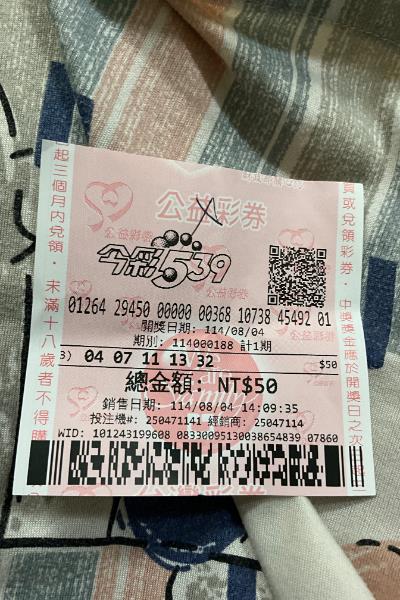 公益彩券
今彩539
01264 29450 00000 00368 10738 45492 01
開獎日期: 114/08/04
期別: 114000188 計1期
04 07 11 13 32 $50
總金額: NT$50
銷售日期: 114/08/04 14:09:35
投注機#: 250471141 經銷商: 25047114
WID: 101243199608 08330095130038654839 07860
起三個月內兌領。未滿十八歲者不得購
買或兌領彩券。中獎獎金應於開獎日之次